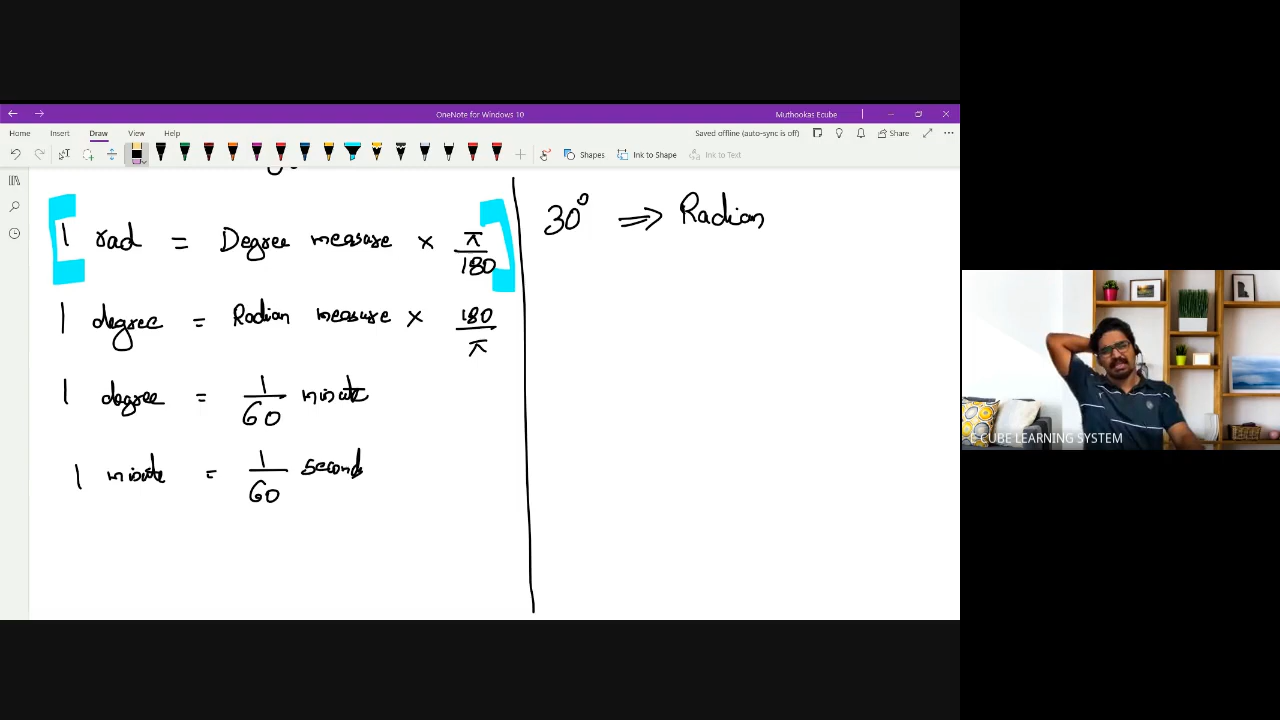 OneNote for Windows 10
Muthookas Ecube
Home Insert Draw View Help
Saved offline (auto-sync is off)
Share
Shapes
Ink to Shape
Ink to Text
1 rad = Degree measure × π/180
1 degree = Radian measure × 180/π
1 degree = 1/60 minute
1 minute = 1/60 second
30° ⇒ Radian
E CUBE LEARNING SYSTEM